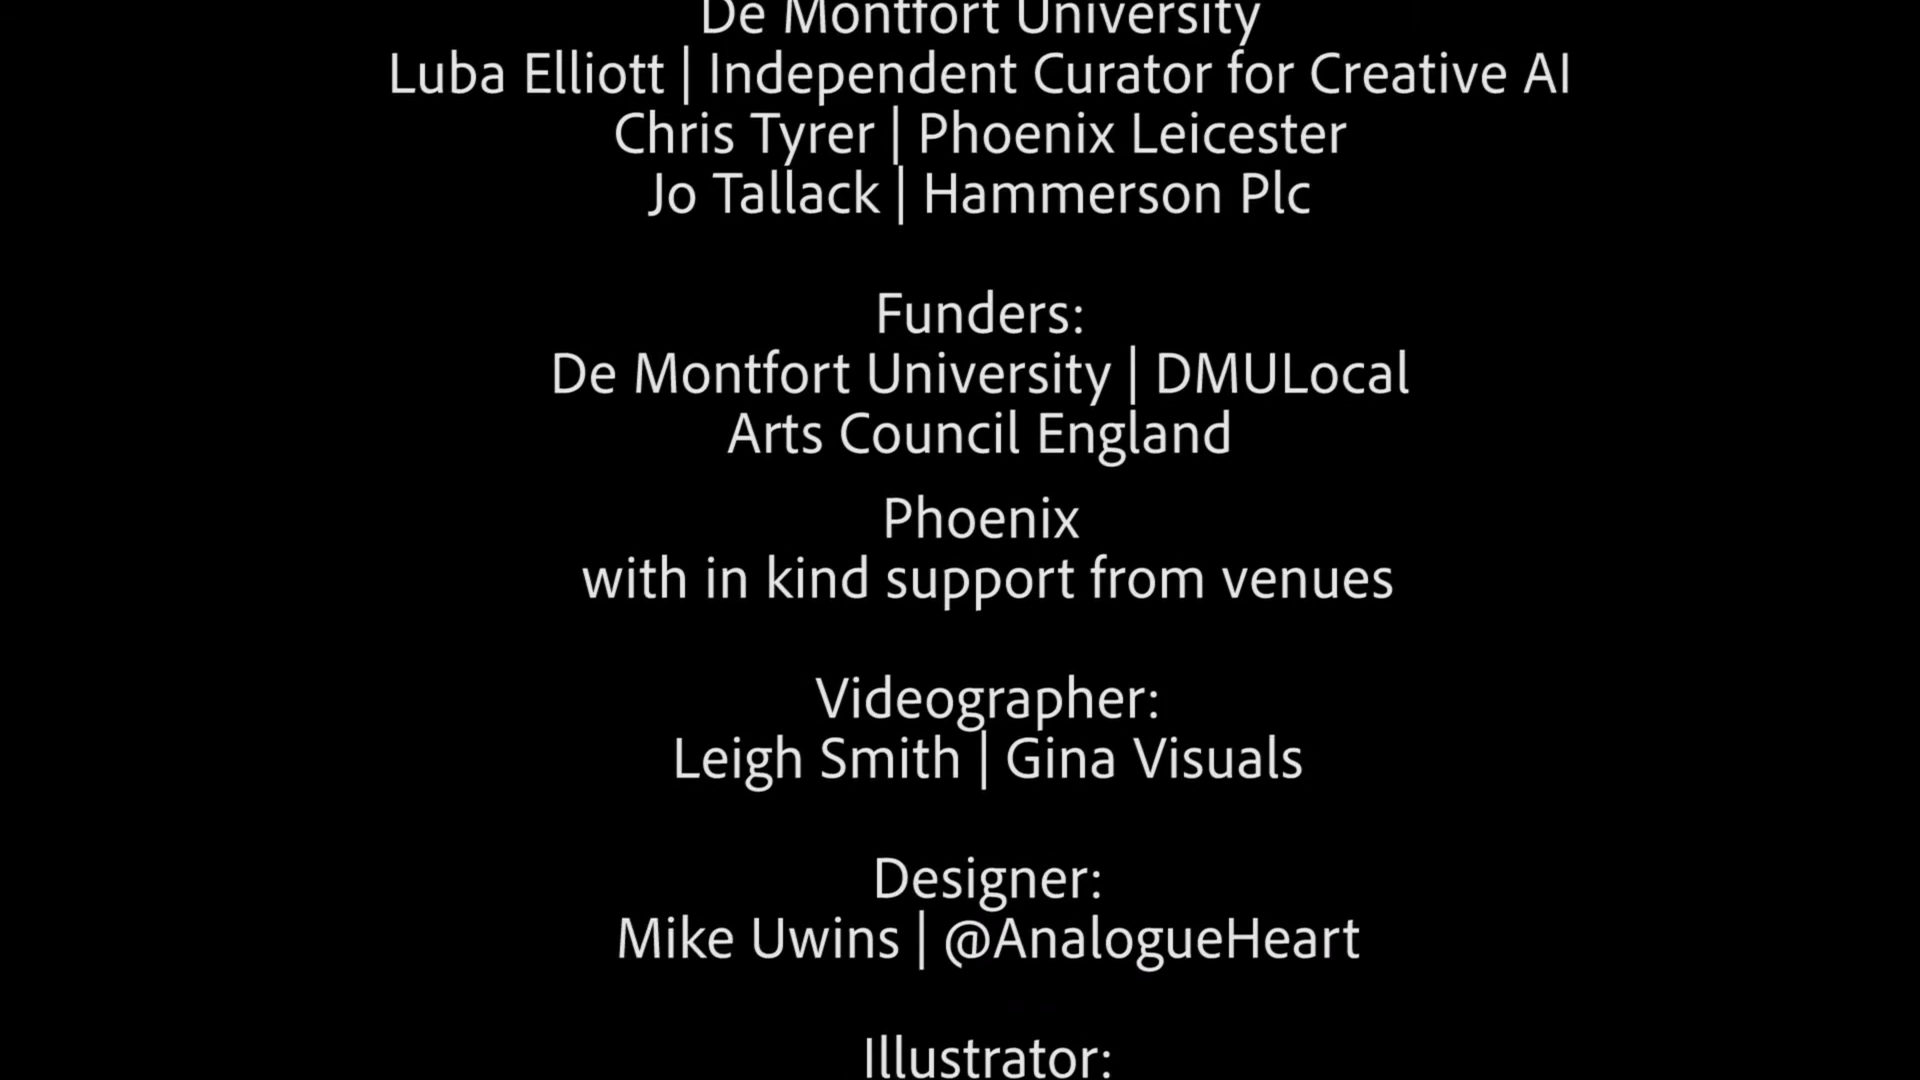 De Montfort University
Luba Elliott | Independent Curator for Creative AI
Chris Tyrer | Phoenix Leicester
Jo Tallack | Hammerson Plc
Funders:
De Montfort University | DMULocal
Arts Council England
Phoenix
with in kind support from venues
Videographer:
Leigh Smith | Gina Visuals
Designer:
Mike Uwins | @AnalogueHeart
Illustrator: